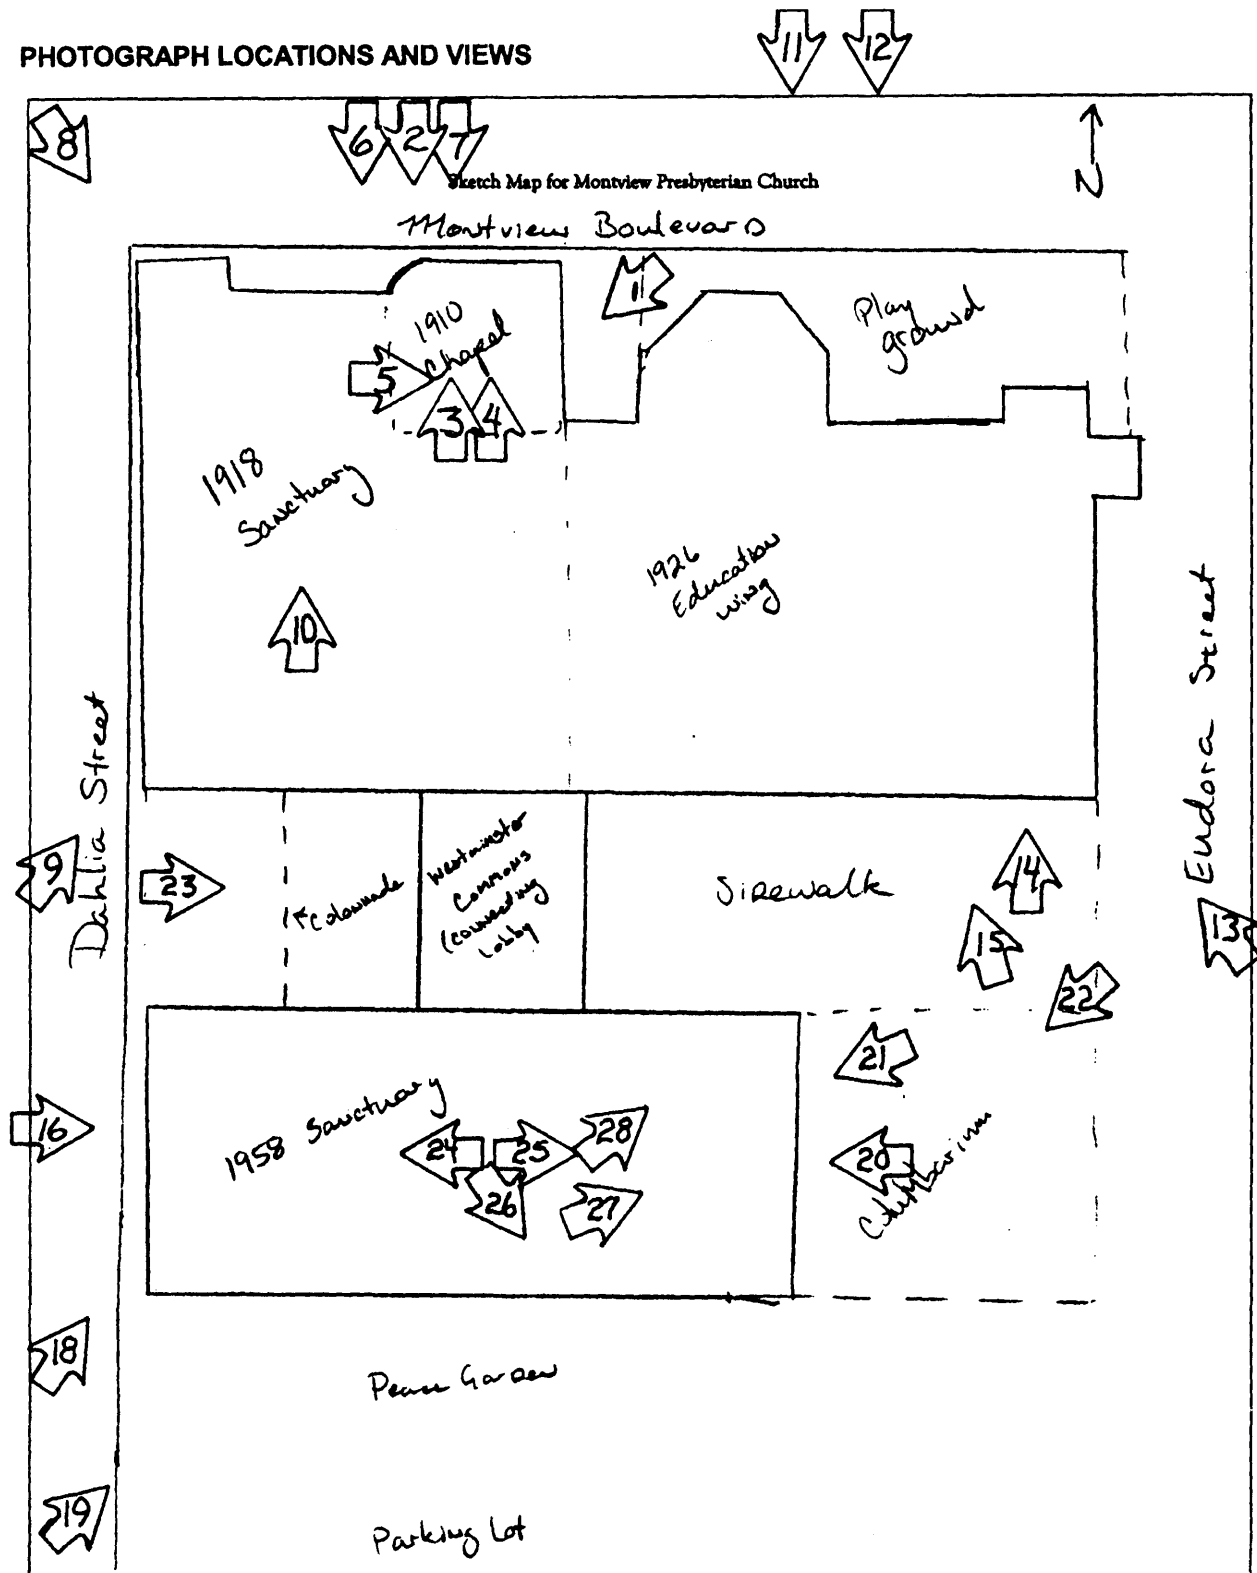 11
12
PHOTOGRAPH LOCATIONS AND VIEWS
8
6
2
7
N
Sketch Map for Montview Presbyterian Church
Montview Boulevard
1
1910
Chapel
Play
ground
5
3
4
1918
Sanctuary
1926
Education
wing
10
Dahlia Street
Eudora Street
9
23
Colonnade
Westminster
Commons
(connecting
Lobby
Sidewalk
14
15
13
22
21
16
1958 Sanctuary
24
25
28
20
26
27
18
Peace Garden
19
Parking Lot